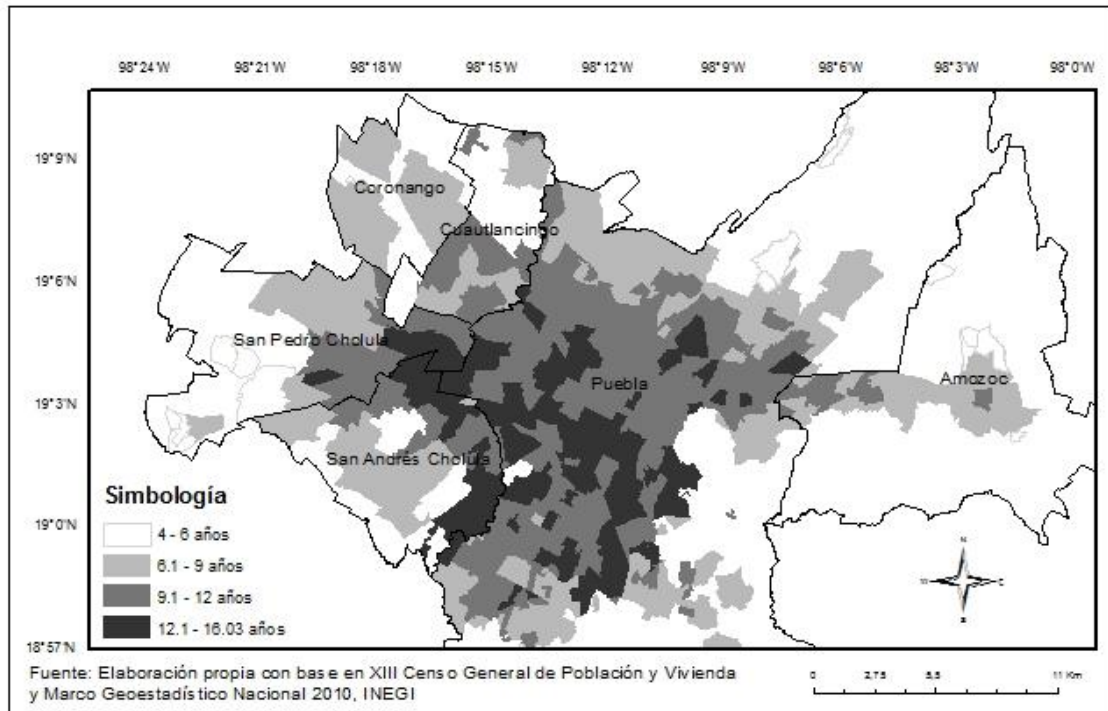 98°24'W 98°21'W 98°18'W 98°15'W 98°12'W 98°9'W 98°6'W 98°3'W 98°0'W
19°9'N
Coronango
Cuautlancingo
19°6'N
San Pedro Cholula
Puebla
Amozoc
19°3'N
San Andrés Cholula
Simbología
19°0'N
4 - 6 años
6.1 - 9 años
9.1 - 12 años
12.1 - 16.03 años
N
W E
S
18°57'N
Fuente: Elaboración propia con base en XIII Censo General de Población y Vivienda
y Marco Geoestadístico Nacional 2010, INEGI
0 2,75 5,5 11 Km